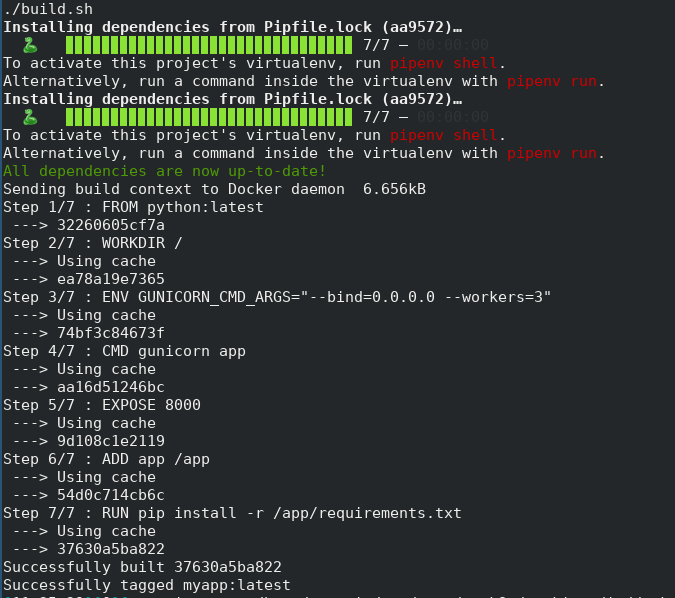 ./build.sh
Installing dependencies from Pipfile.lock (aa9572)…
7/7 — 00:00:00
To activate this project's virtualenv, run pipenv shell.
Alternatively, run a command inside the virtualenv with pipenv run.
Installing dependencies from Pipfile.lock (aa9572)…
7/7 — 00:00:00
To activate this project's virtualenv, run pipenv shell.
Alternatively, run a command inside the virtualenv with pipenv run.
All dependencies are now up-to-date!
Sending build context to Docker daemon  6.656kB
Step 1/7 : FROM python:latest
 ---> 32260605cf7a
Step 2/7 : WORKDIR /
 ---> Using cache
 ---> ea78a19e7365
Step 3/7 : ENV GUNICORN_CMD_ARGS="--bind=0.0.0.0 --workers=3"
 ---> Using cache
 ---> 74bf3c84673f
Step 4/7 : CMD gunicorn app
 ---> Using cache
 ---> aa16d51246bc
Step 5/7 : EXPOSE 8000
 ---> Using cache
 ---> 9d108c1e2119
Step 6/7 : ADD app /app
 ---> Using cache
 ---> 54d0c714cb6c
Step 7/7 : RUN pip install -r /app/requirements.txt
 ---> Using cache
 ---> 37630a5ba822
Successfully built 37630a5ba822
Successfully tagged myapp:latest